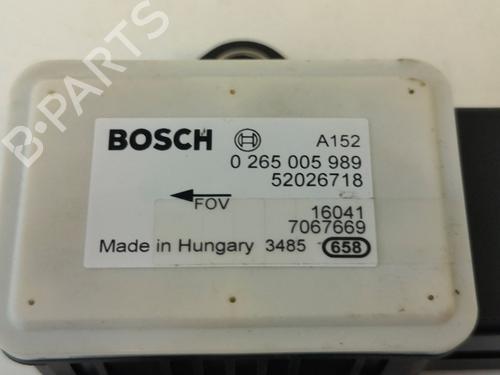 B-PARTS
BOSCH
A152
0 265 005 989
52026718
FOV
16041
7067669
Made in Hungary 3485 658